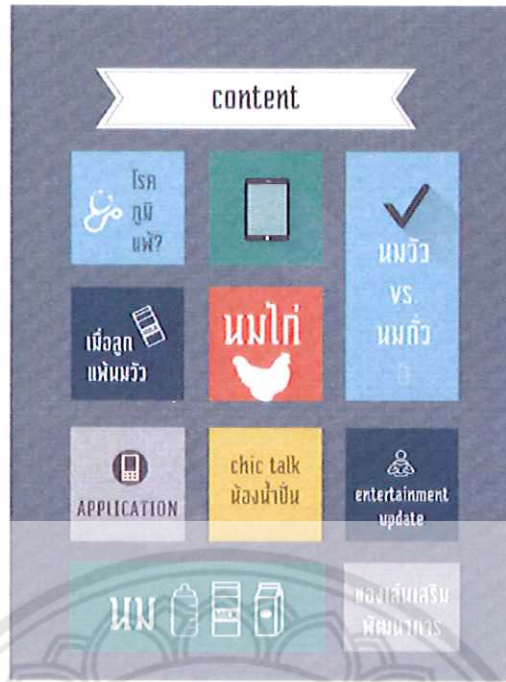 content
โรค
ภูมิ
แพ้?
นมวัว
vs.
นมถั่ว
เมื่อลูก
แพ้นมวัว
MILK
นมไก่
APPLICATION
chic talk
น้องน้ำปั่น
entertainment
update
นม
MILK
ของเล่นเสริม
พัฒนาการ